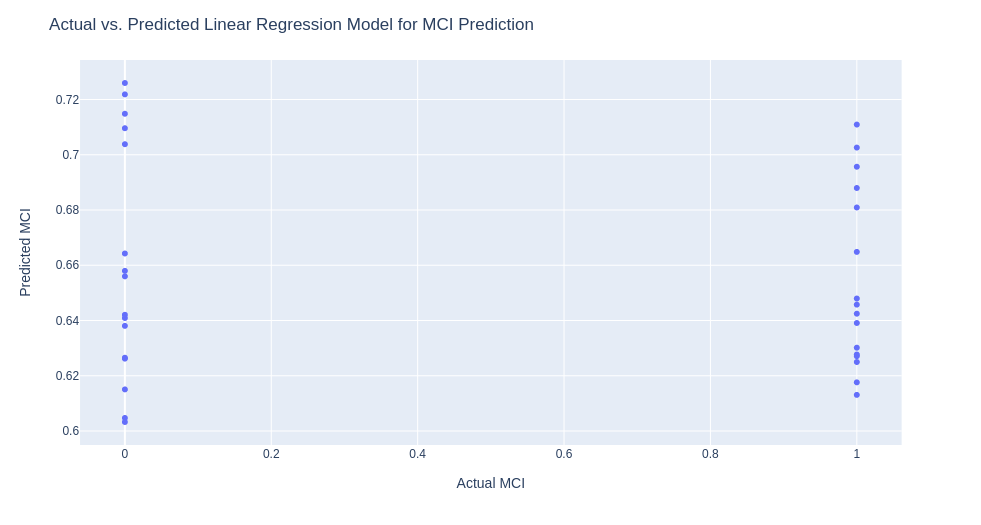 Actual vs. Predicted Linear Regression Model for MCI Prediction
0.72
0.7
0.68
0.66
0.64
0.62
0.6
Predicted MCI
0 0.2 0.4 0.6 0.8 1
Actual MCI